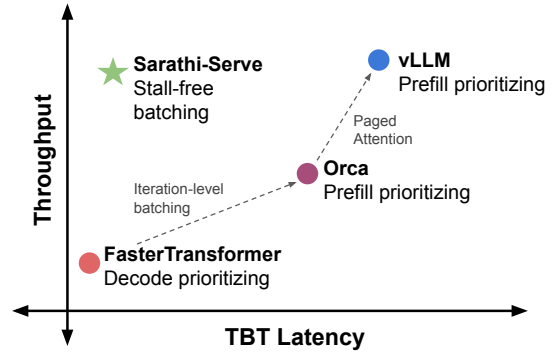 Throughput
Sarathi-Serve
Stall-free
batching
vLLM
Prefill prioritizing
Paged
Attention
Orca
Prefill prioritizing
Iteration-level
batching
FasterTransformer
Decode prioritizing
TBT Latency